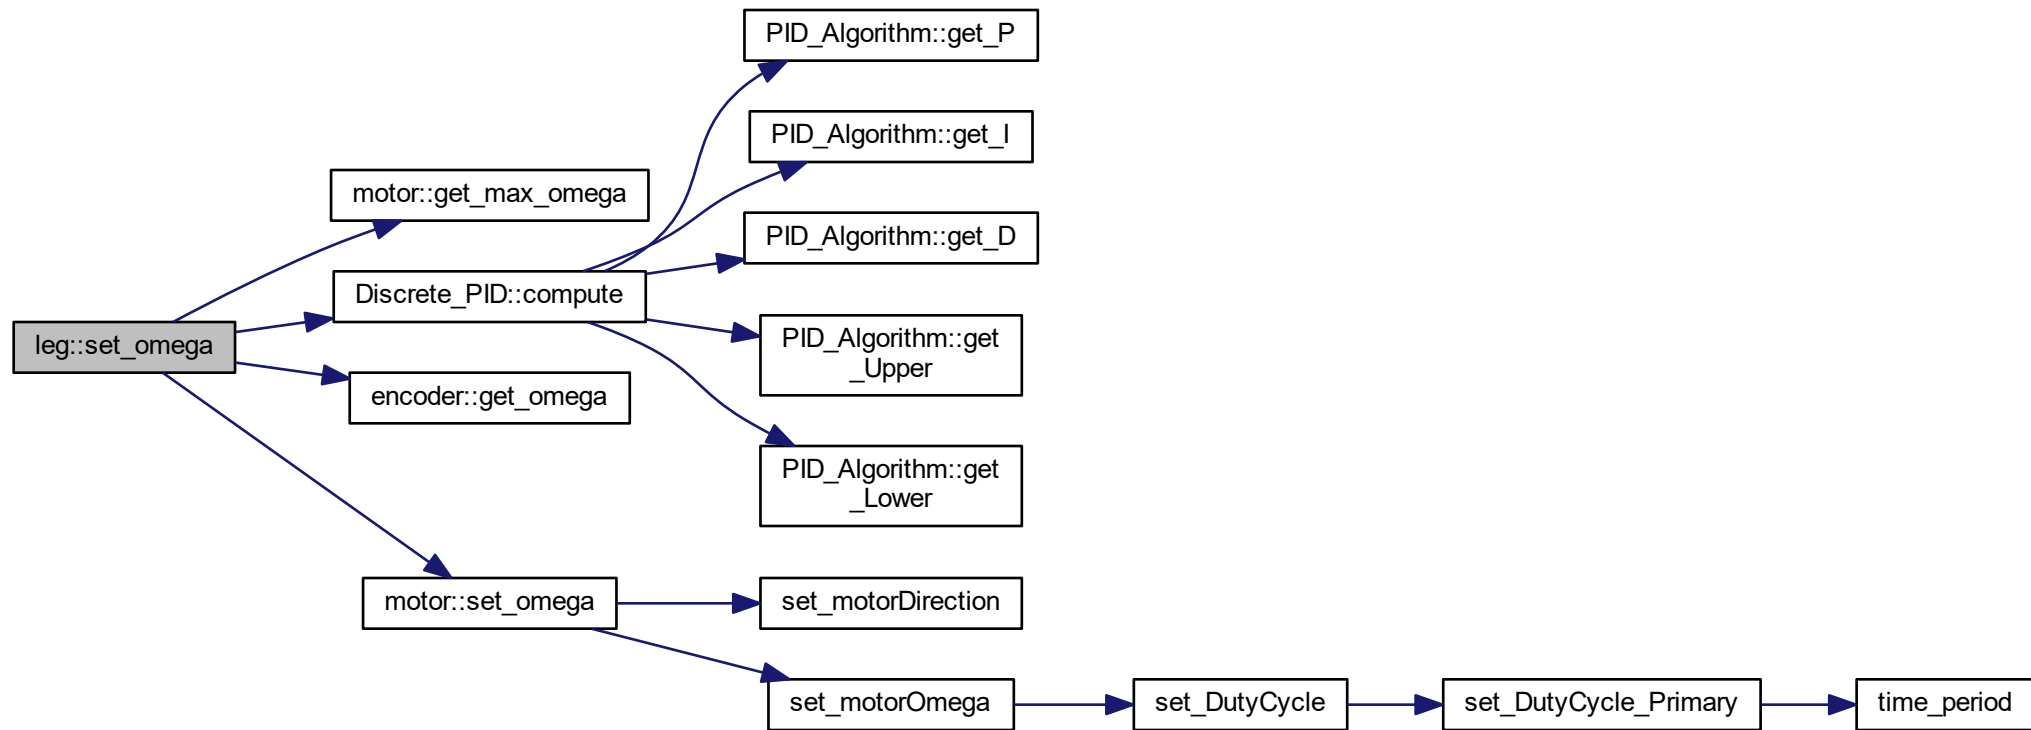 PID_Algorithm::get_P
PID_Algorithm::get_I
motor::get_max_omega
PID_Algorithm::get_D
Discrete_PID::compute
leg::set_omega
PID_Algorithm::get
_Upper
encoder::get_omega
PID_Algorithm::get
_Lower
motor::set_omega
set_motorDirection
set_motorOmega
set_DutyCycle
set_DutyCycle_Primary
time_period